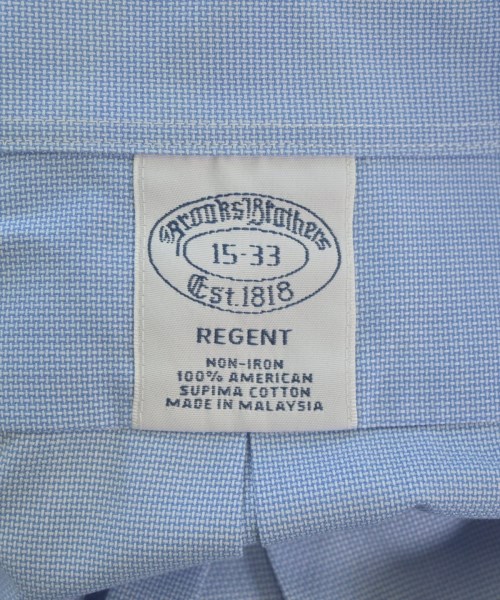 Brooks Brothers
15-33
Est. 1818
REGENT
NON-IRON
100% AMERICAN
SUPIMA COTTON
MADE IN MALAYSIA